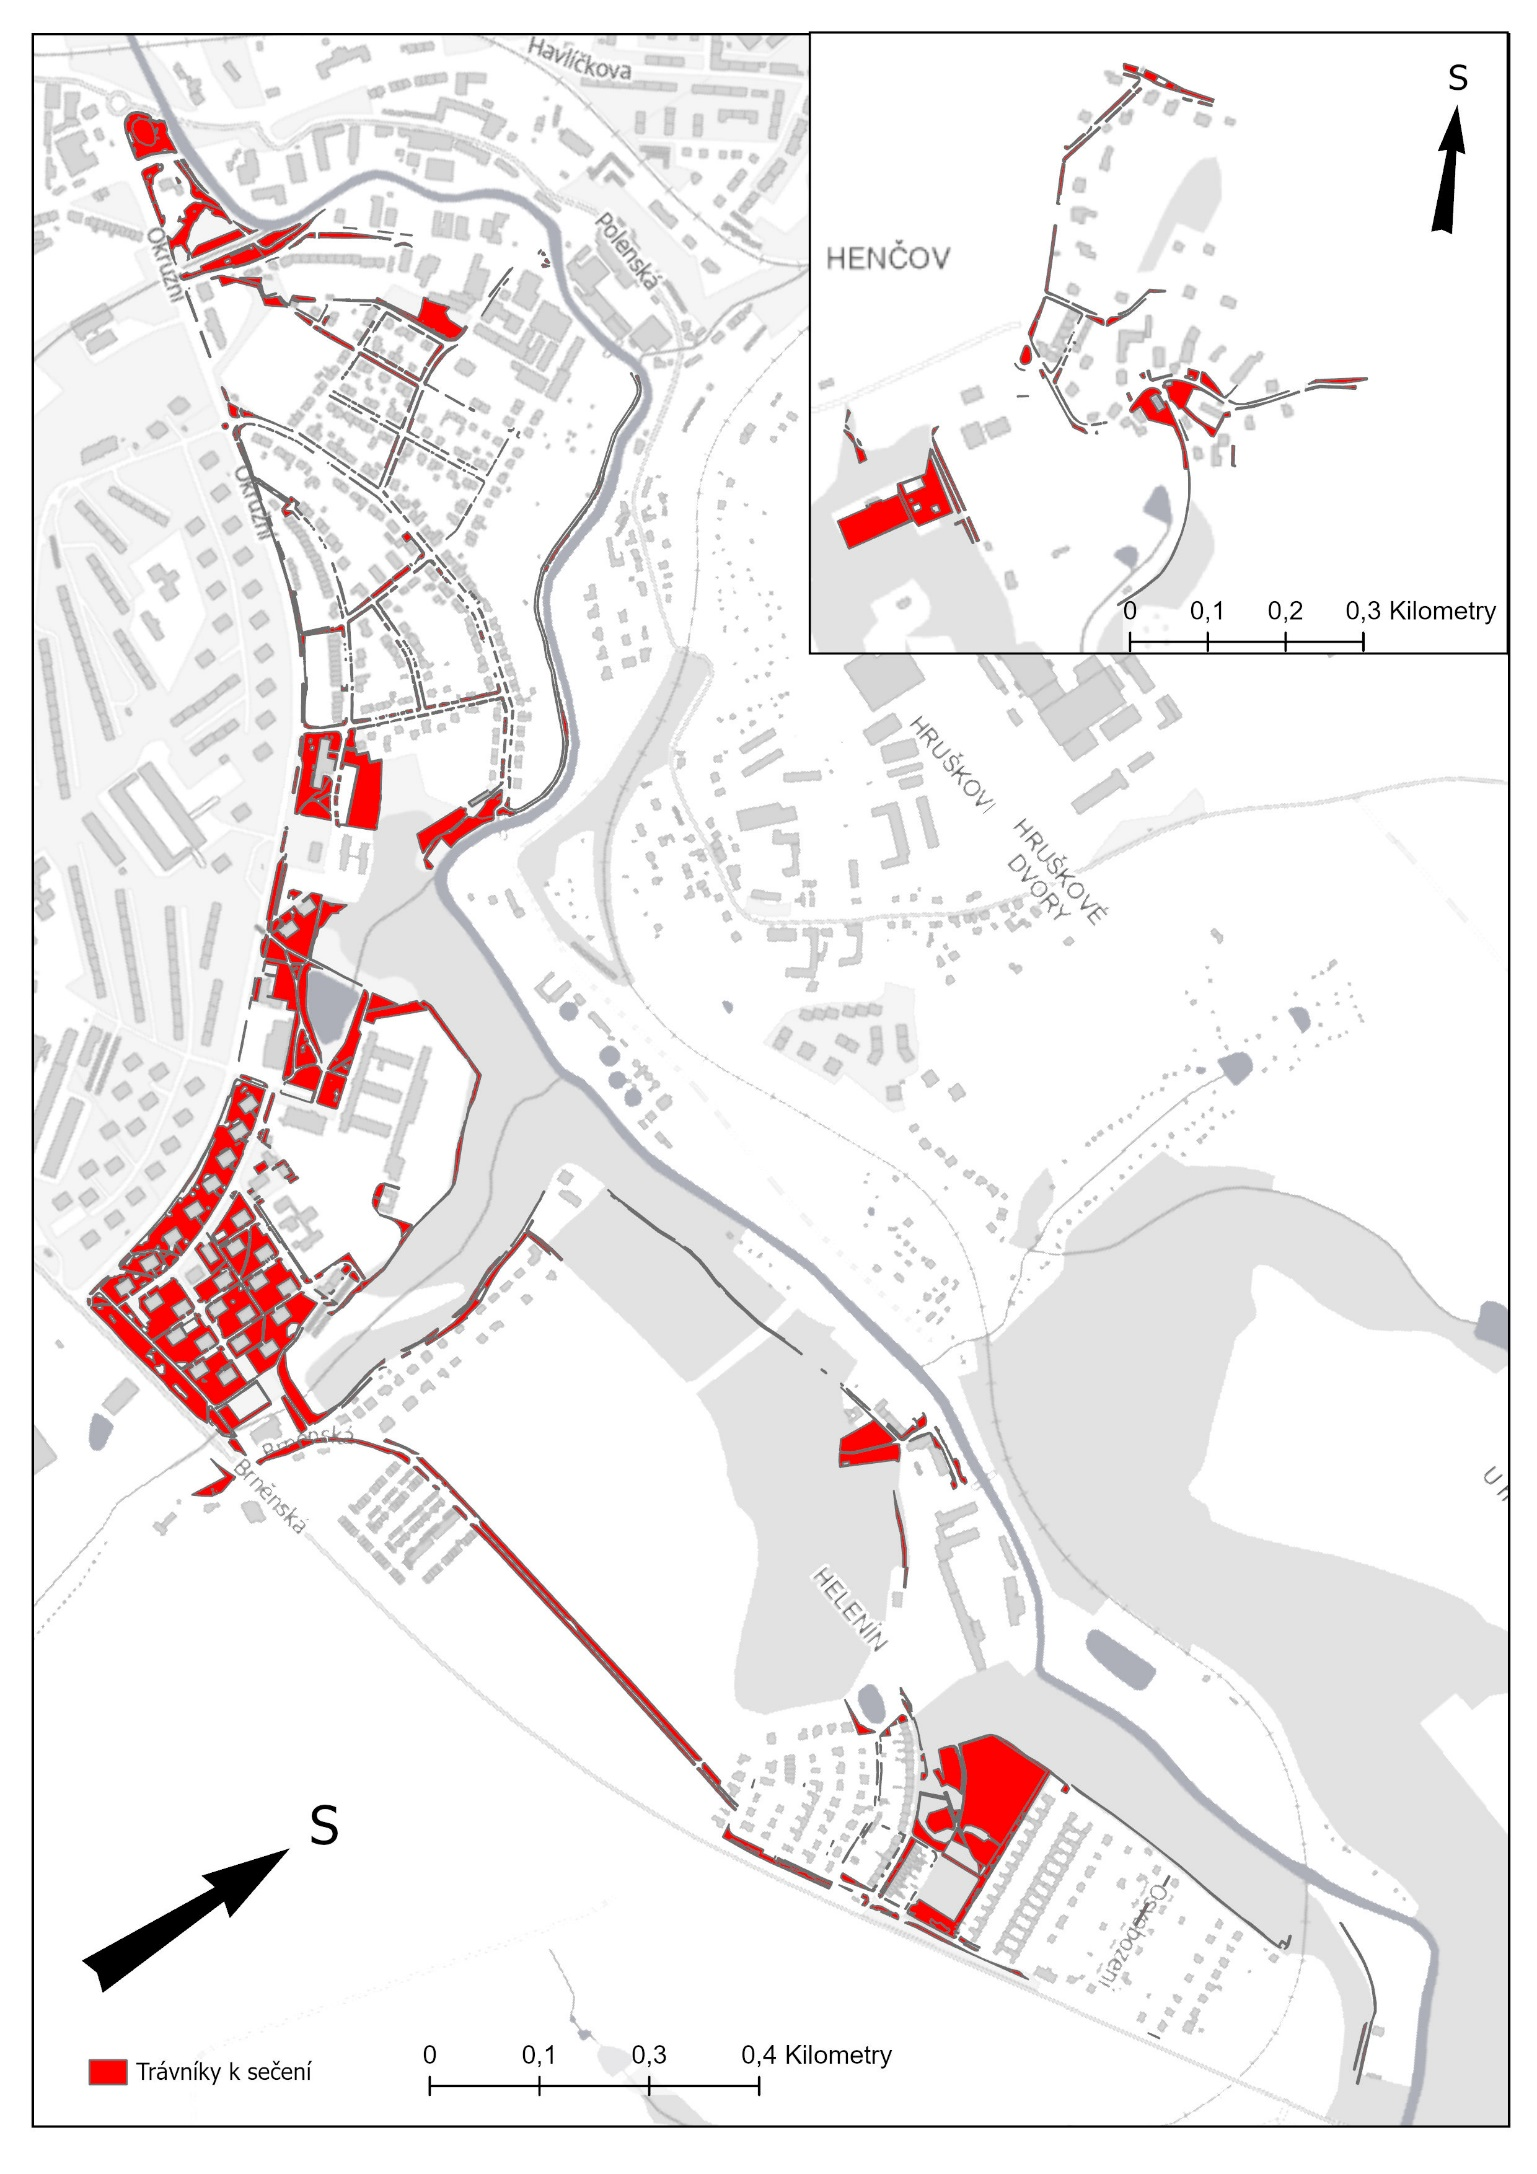 Havlíčkova
S
Polenská
HENČOV
Okružní
Okružní
0 0,1 0,2 0,3 Kilometry
HRUŠKOVÉ
DVORY
Brněnská
Brněnská
HELENÍN
S
Osvobození
Trávníky k sečení
0 0,1 0,3 0,4 Kilometry